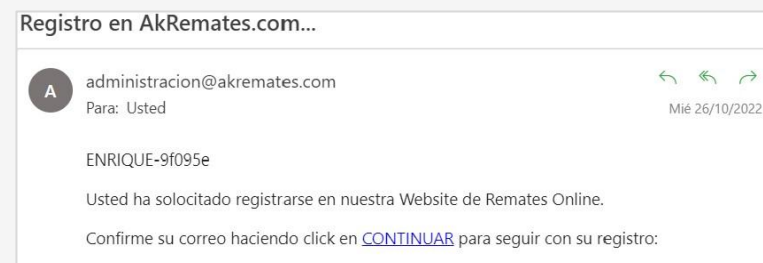 Registro en AkRemates.com...
A
administracion@akremates.com
Para: Usted
Mié 26/10/2022
ENRIQUE-9f095e
Usted ha solocitado registrarse en nuestra Website de Remates Online.
Confirme su correo haciendo click en CONTINUAR para seguir con su registro: